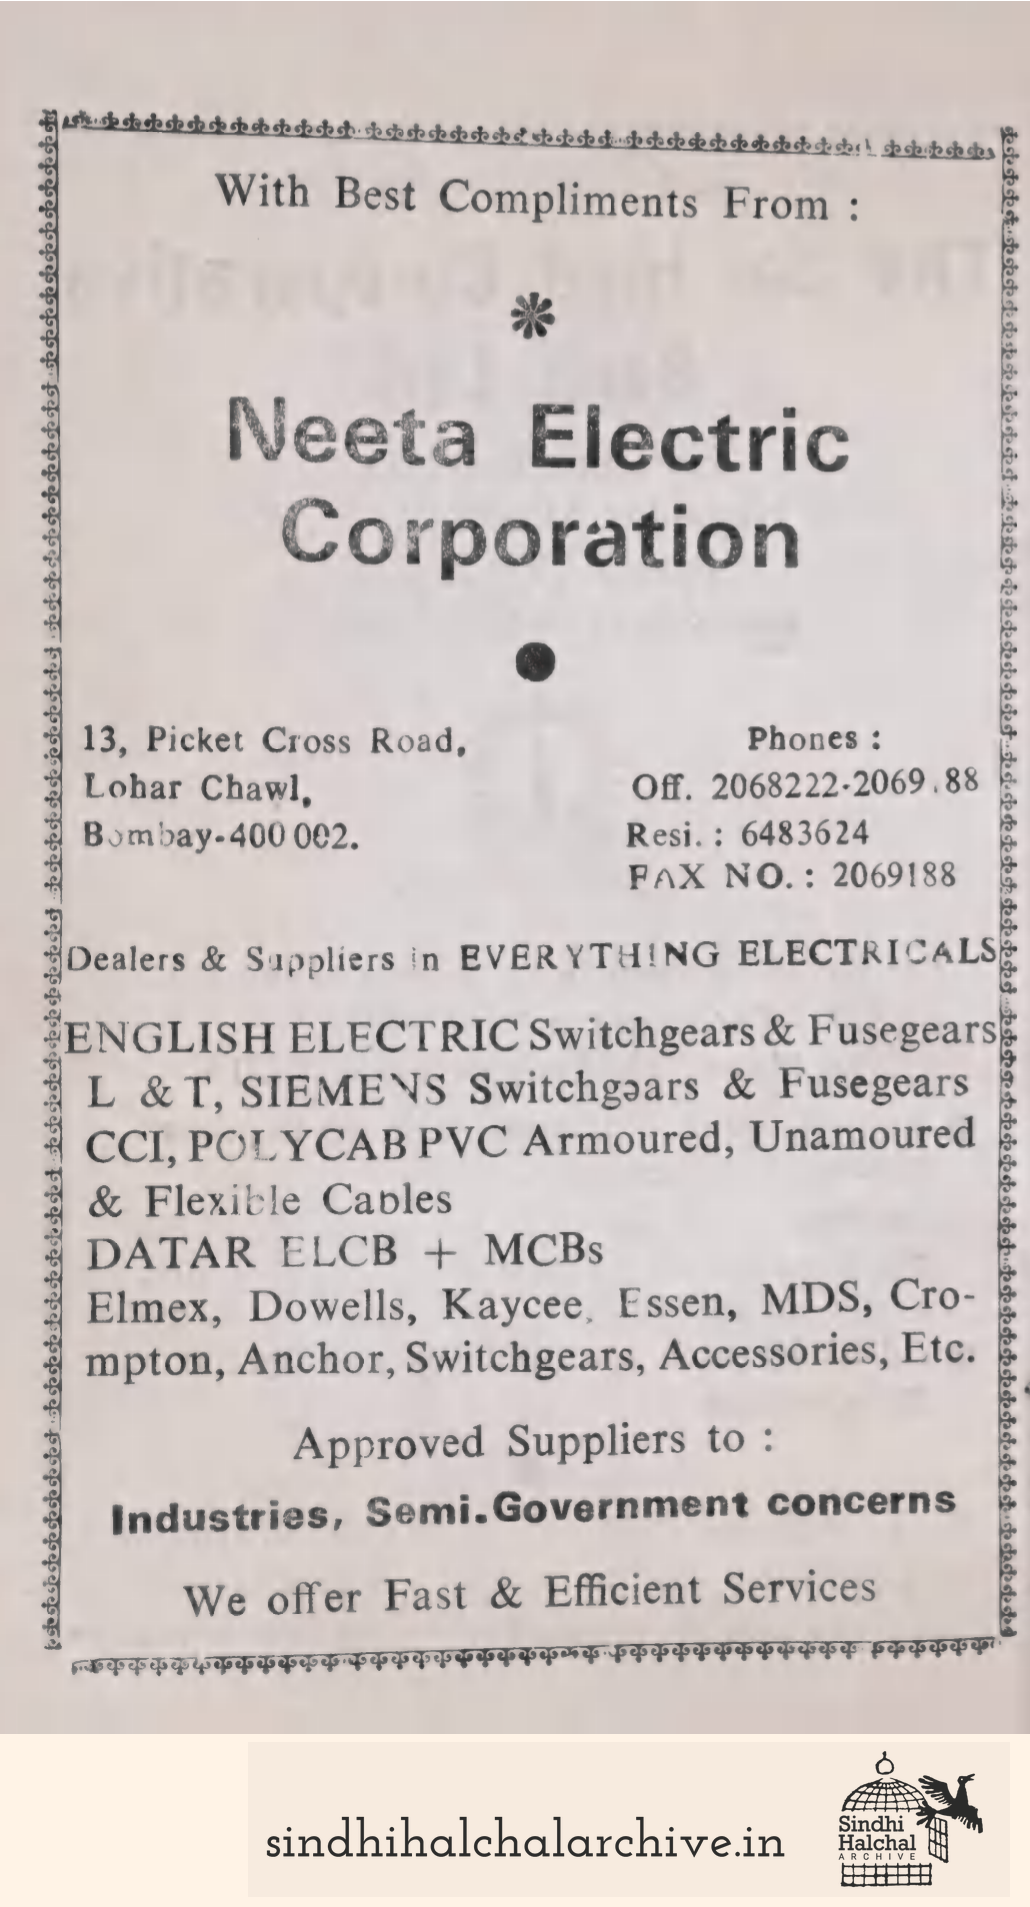 With Best Compliments From :
Neeta Electric
Corporation
13, Picket Cross Road,
Lohar Chawl,
Bombay-400 002.
Phones :
Off. 2068222-2069.88
Resi. : 6483624
FAX NO. : 2069188
Dealers & Suppliers in EVERYTHING ELECTRICALS
ENGLISH ELECTRIC Switchgears & Fusegears
L & T, SIEMENS Switchgears & Fusegears
CCI, POLYCAB PVC Armoured, Unamoured
& Flexible Cables
DATAR ELCB + MCBs
Elmex, Dowells, Kaycee, Essen, MDS, Cro-
mpton, Anchor, Switchgears, Accessories, Etc.
Approved Suppliers to :
Industries, Semi.Government concerns
We offer Fast & Efficient Services
sindhihalchalarchive.in
Sindhi
Halchal
ARCHIVE